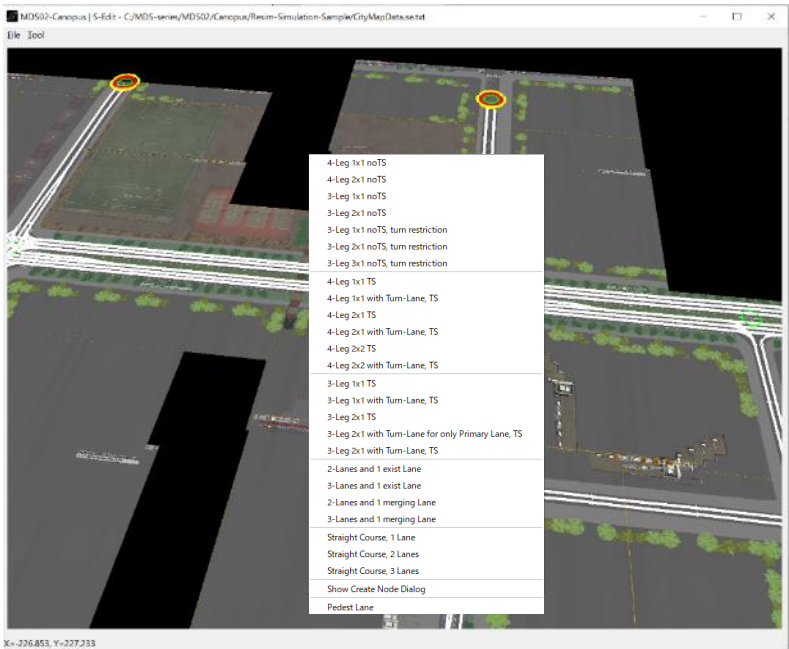 MDS02-Canopus | S-Edit - C:/MDS-series/MDS02/Canopus/Resim-Simulation-Sample/CityMapData.se.txt
File Tool
4-Leg 1x1 noTS
4-Leg 2x1 noTS
3-Leg 1x1 noTS
3-Leg 2x1 noTS
3-Leg 1x1 noTS, turn restriction
3-Leg 2x1 noTS, turn restriction
3-Leg 3x1 noTS, turn restriction
4-Leg 1x1 TS
4-Leg 1x1 with Turn-Lane, TS
4-Leg 2x1 TS
4-Leg 2x1 with Turn-Lane, TS
4-Leg 2x2 TS
4-Leg 2x2 with Turn-Lane, TS
3-Leg 1x1 TS
3-Leg 1x1 with Turn-Lane, TS
3-Leg 2x1 TS
3-Leg 2x1 with Turn-Lane for only Primary Lane, TS
3-Leg 2x1 with Turn-Lane, TS
2-Lanes and 1 exist Lane
3-Lanes and 1 exist Lane
2-Lanes and 1 merging Lane
3-Lanes and 1 merging Lane
Straight Course, 1 Lane
Straight Course, 2 Lanes
Straight Course, 3 Lanes
Show Create Node Dialog
Pedest Lane
X=-226.853, Y=227.233